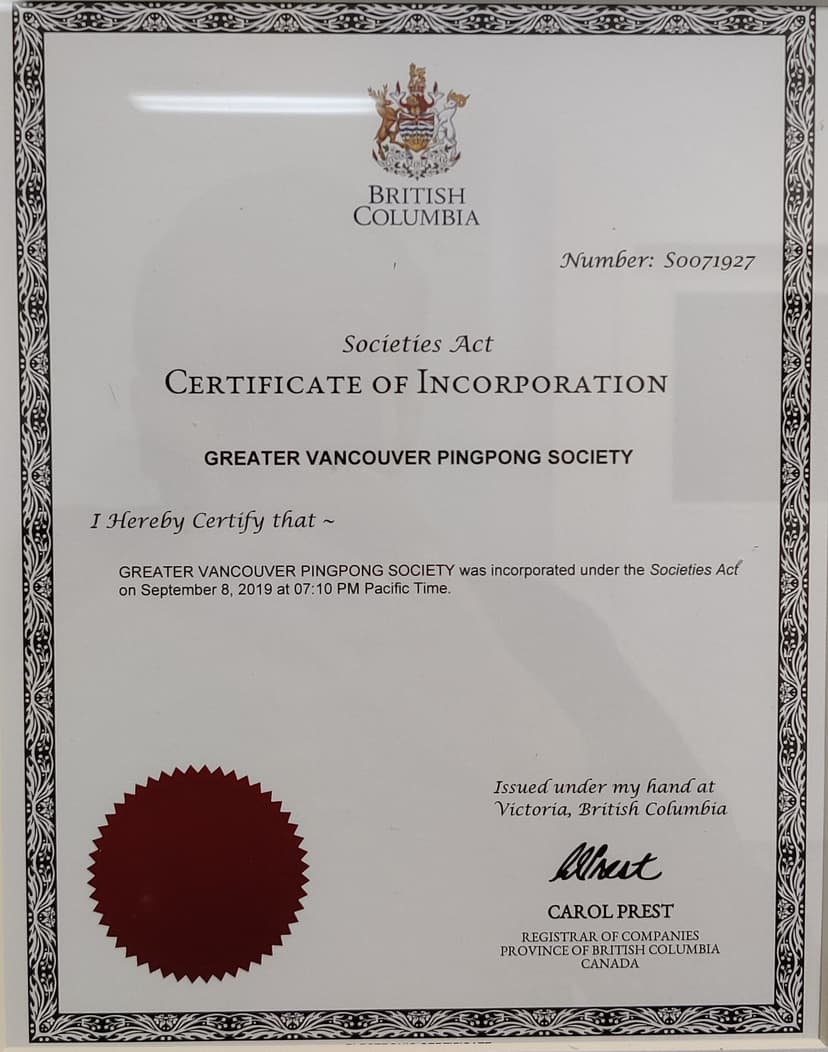 BRITISH
COLUMBIA
Number: S0071927
Societies Act
CERTIFICATE OF INCORPORATION
GREATER VANCOUVER PINGPONG SOCIETY
I Hereby Certify that ~
GREATER VANCOUVER PINGPONG SOCIETY was incorporated under the Societies Act
on September 8, 2019 at 07:10 PM Pacific Time.
Issued under my hand at
Victoria, British Columbia
CAROL PREST
REGISTRAR OF COMPANIES
PROVINCE OF BRITISH COLUMBIA
CANADA
ELECTRONIC CERTIFICATE